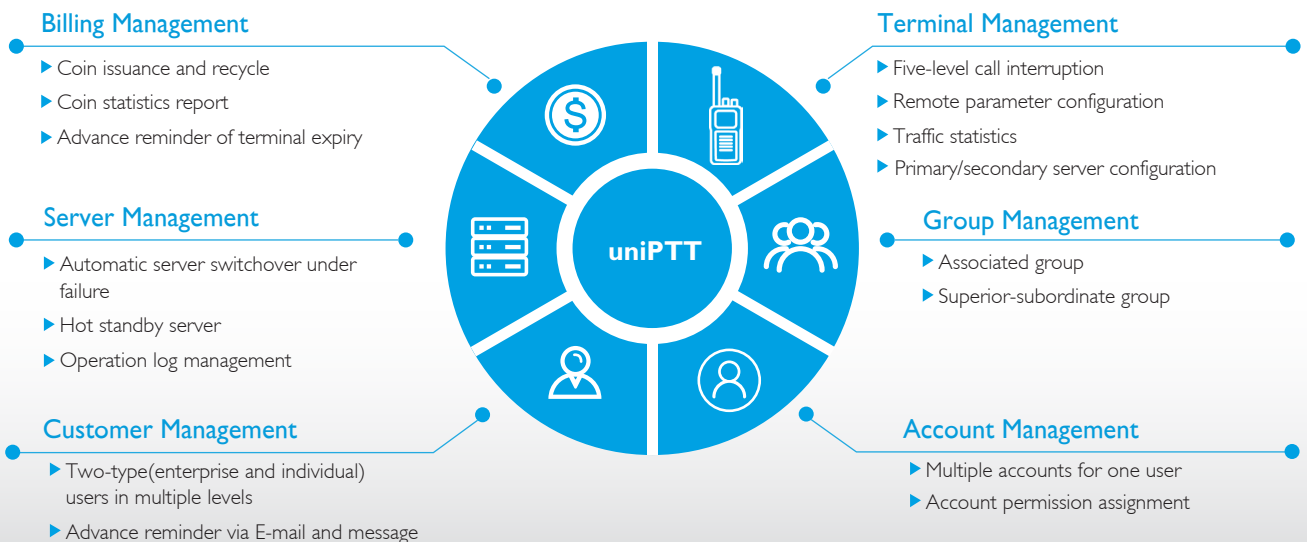 Billing Management
Coin issuance and recycle
Coin statistics report
Advance reminder of terminal expiry
Server Management
Automatic server switchover under
failure
Hot standby server
Operation log management
Customer Management
Two-type(enterprise and individual)
users in multiple levels
Advance reminder via E-mail and message
$
uniPTT
Terminal Management
Five-level call interruption
Remote parameter configuration
Traffic statistics
Primary/secondary server configuration
Group Management
Associated group
Superior-subordinate group
Account Management
Multiple accounts for one user
Account permission assignment